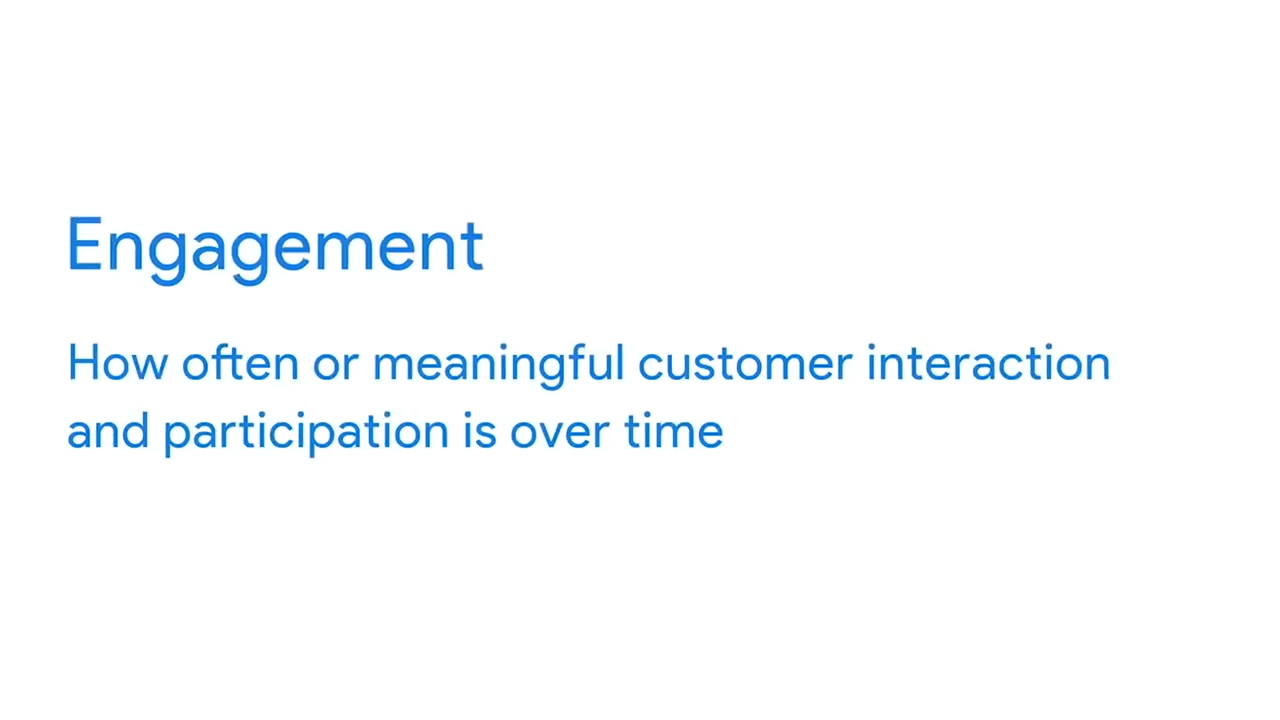 Engagement
How often or meaningful customer interaction
and participation is over time